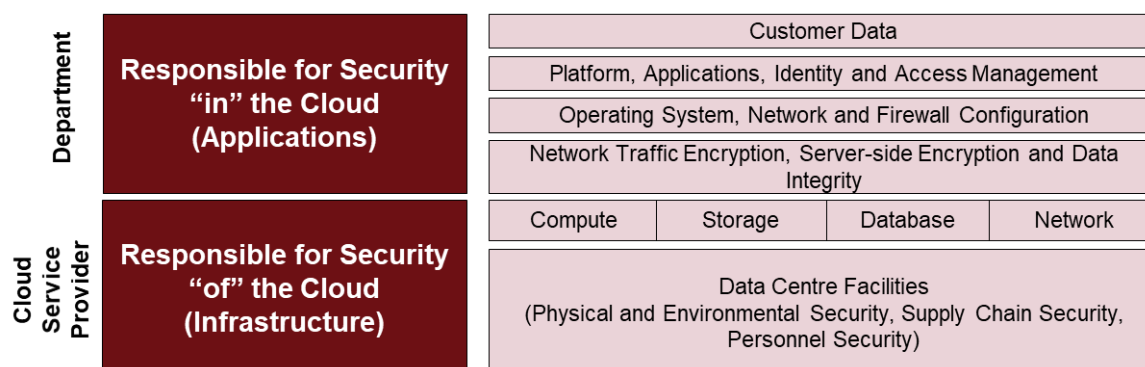 Department
Responsible for Security
“in” the Cloud
(Applications)
Customer Data
Platform, Applications, Identity and Access Management
Operating System, Network and Firewall Configuration
Network Traffic Encryption, Server-side Encryption and Data
Integrity
Cloud
Service
Provider
Responsible for Security
“of” the Cloud
(Infrastructure)
Compute
Storage
Database
Network
Data Centre Facilities
(Physical and Environmental Security, Supply Chain Security,
Personnel Security)